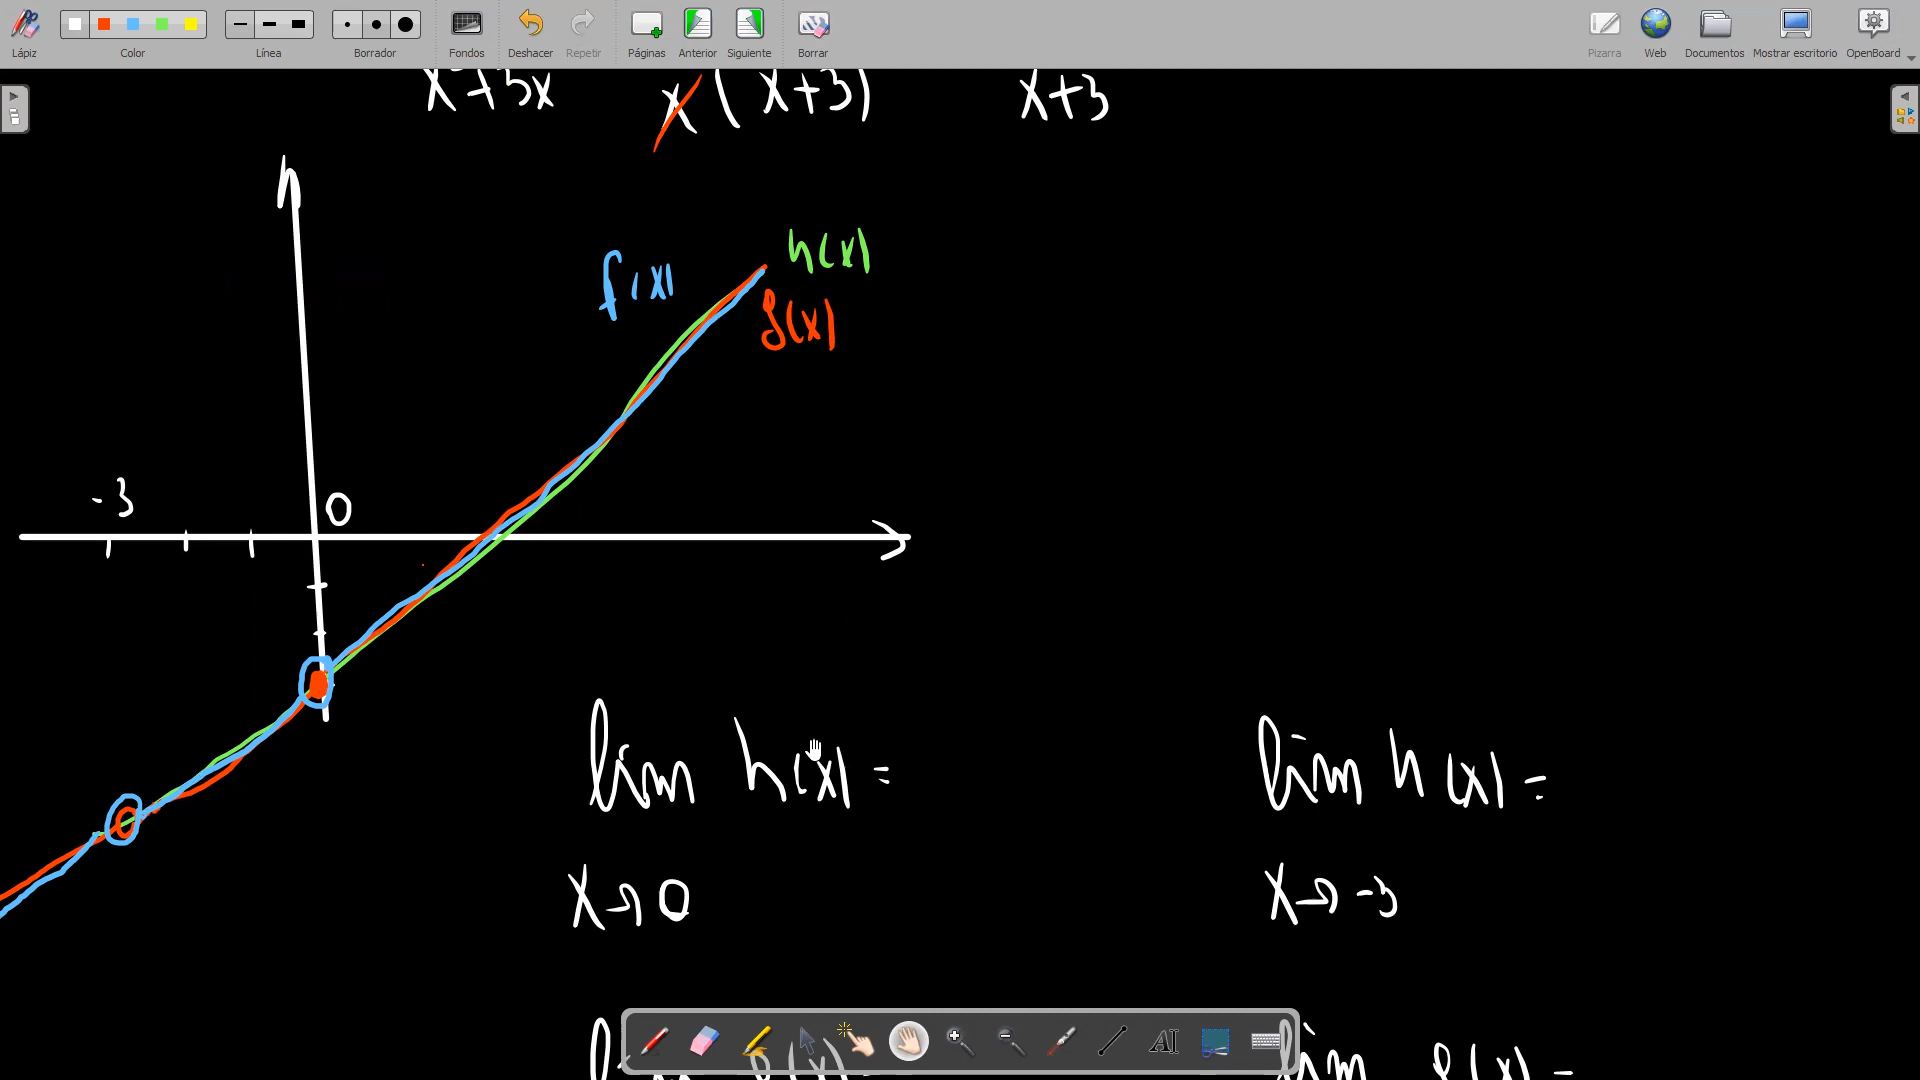 Lápiz Color Línea Borrador Fondos Deshacer Repetir Páginas Anterior Siguiente Borrar Pizarra Web Documentos Mostrar escritorio OpenBoard
x(x+3) x+3
h(x)
f(x)
g(x)
-3 0
lim h(x)= lim h(x)=
x→0 x→-3
AI